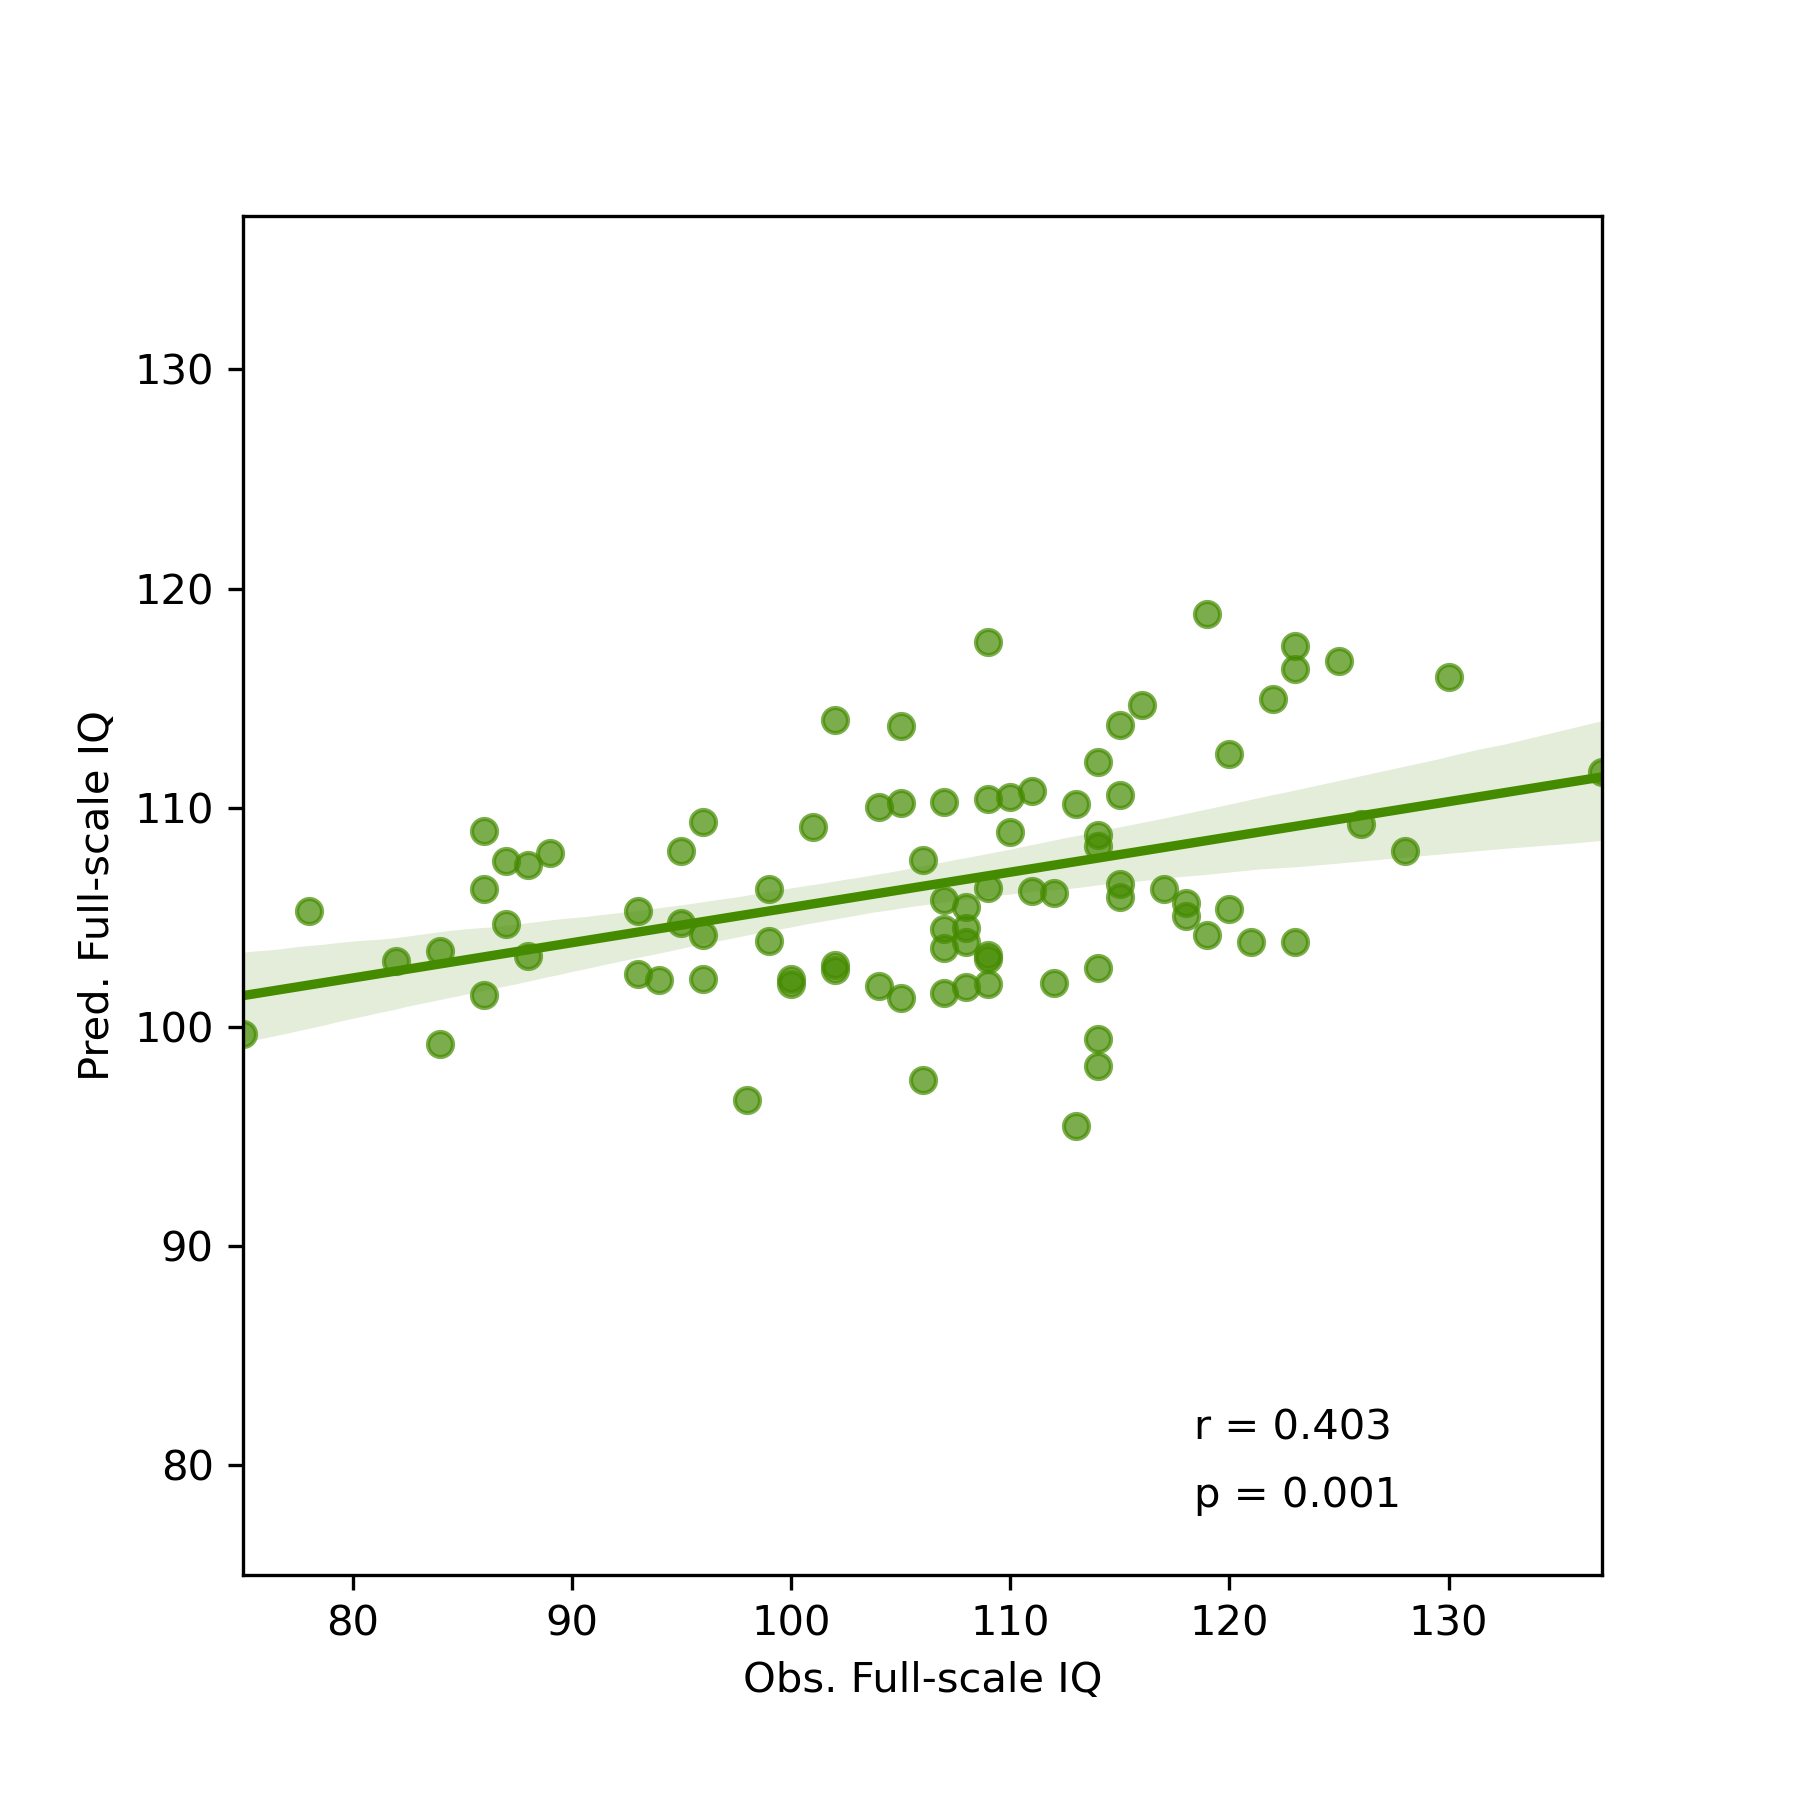 130
120
110
100
90
80
Pred. Full-scale IQ
r = 0.403
p = 0.001
80 90 100 110 120 130
Obs. Full-scale IQ